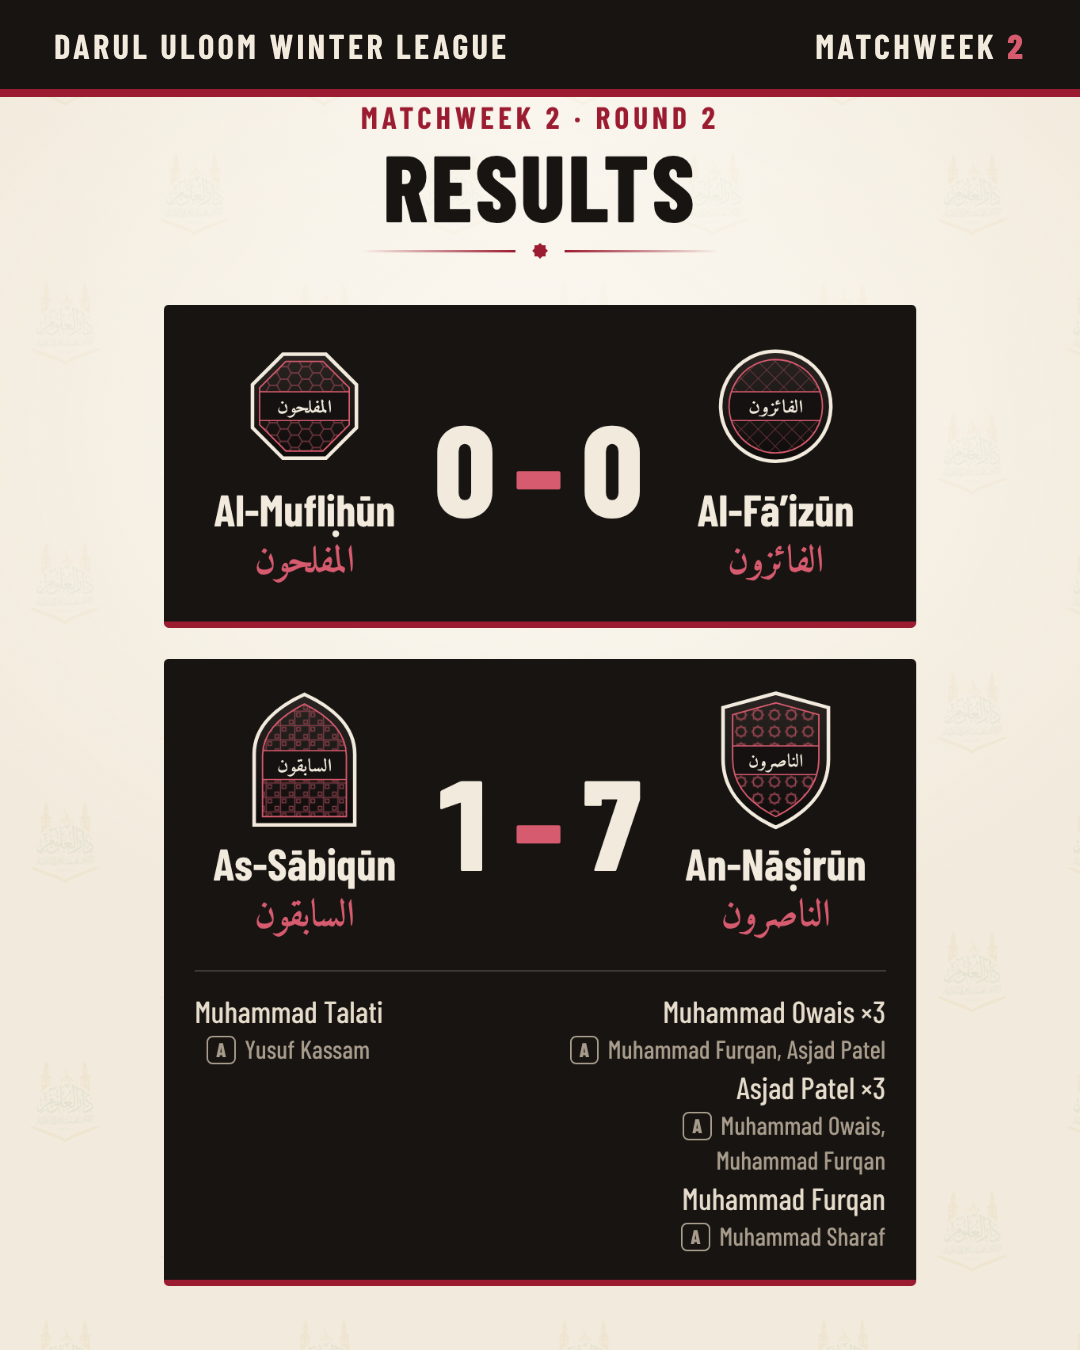 DARUL ULOOM WINTER LEAGUE
MATCHWEEK 2
MATCHWEEK 2 · ROUND 2
RESULTS
المفلحون
الفائزون
0 – 0
Al-Mufliḥūn
Al-Fā’izūn
المفلحون
الفائزون
السابقون
الناصرون
1 – 7
As-Sābiqūn
An-Nāṣirūn
السابقون
الناصرون
Muhammad Talati
A Yusuf Kassam
Muhammad Owais ×3
A Muhammad Furqan, Asjad Patel
Asjad Patel ×3
A Muhammad Owais,
Muhammad Furqan
Muhammad Furqan
A Muhammad Sharaf